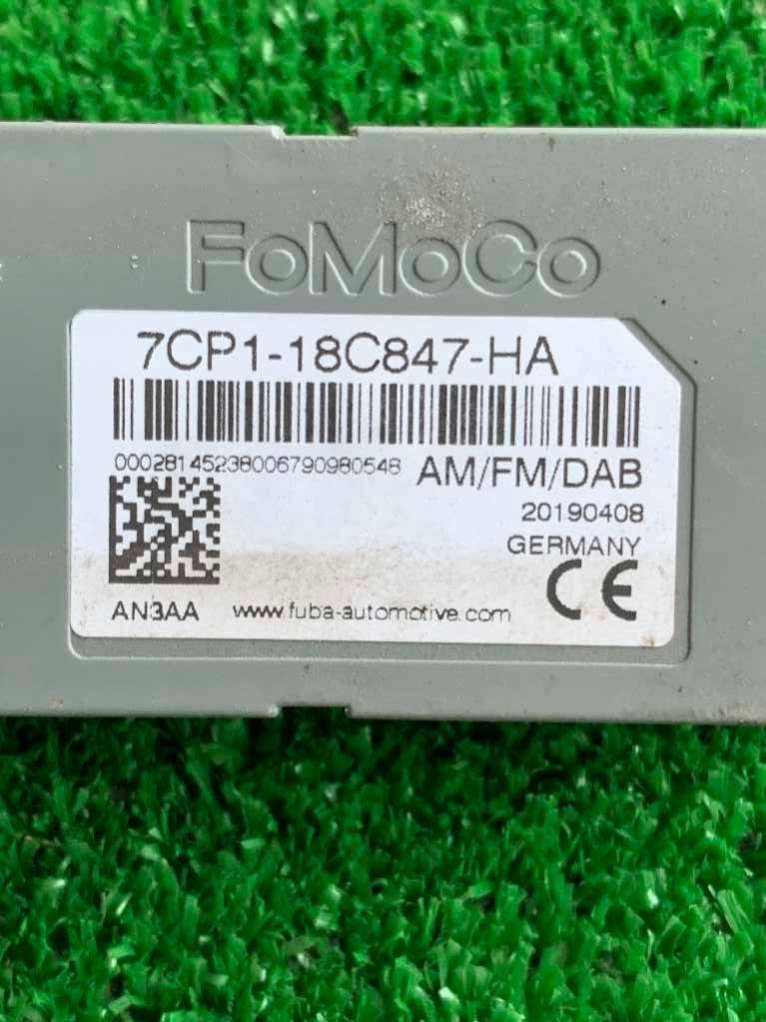 FoMoCo
7CP1-18C847-HA
0002814523800679098054​8 AM/FM/DAB
20190408
GERMANY
CE
AN3AA www.fuba-automotive.com